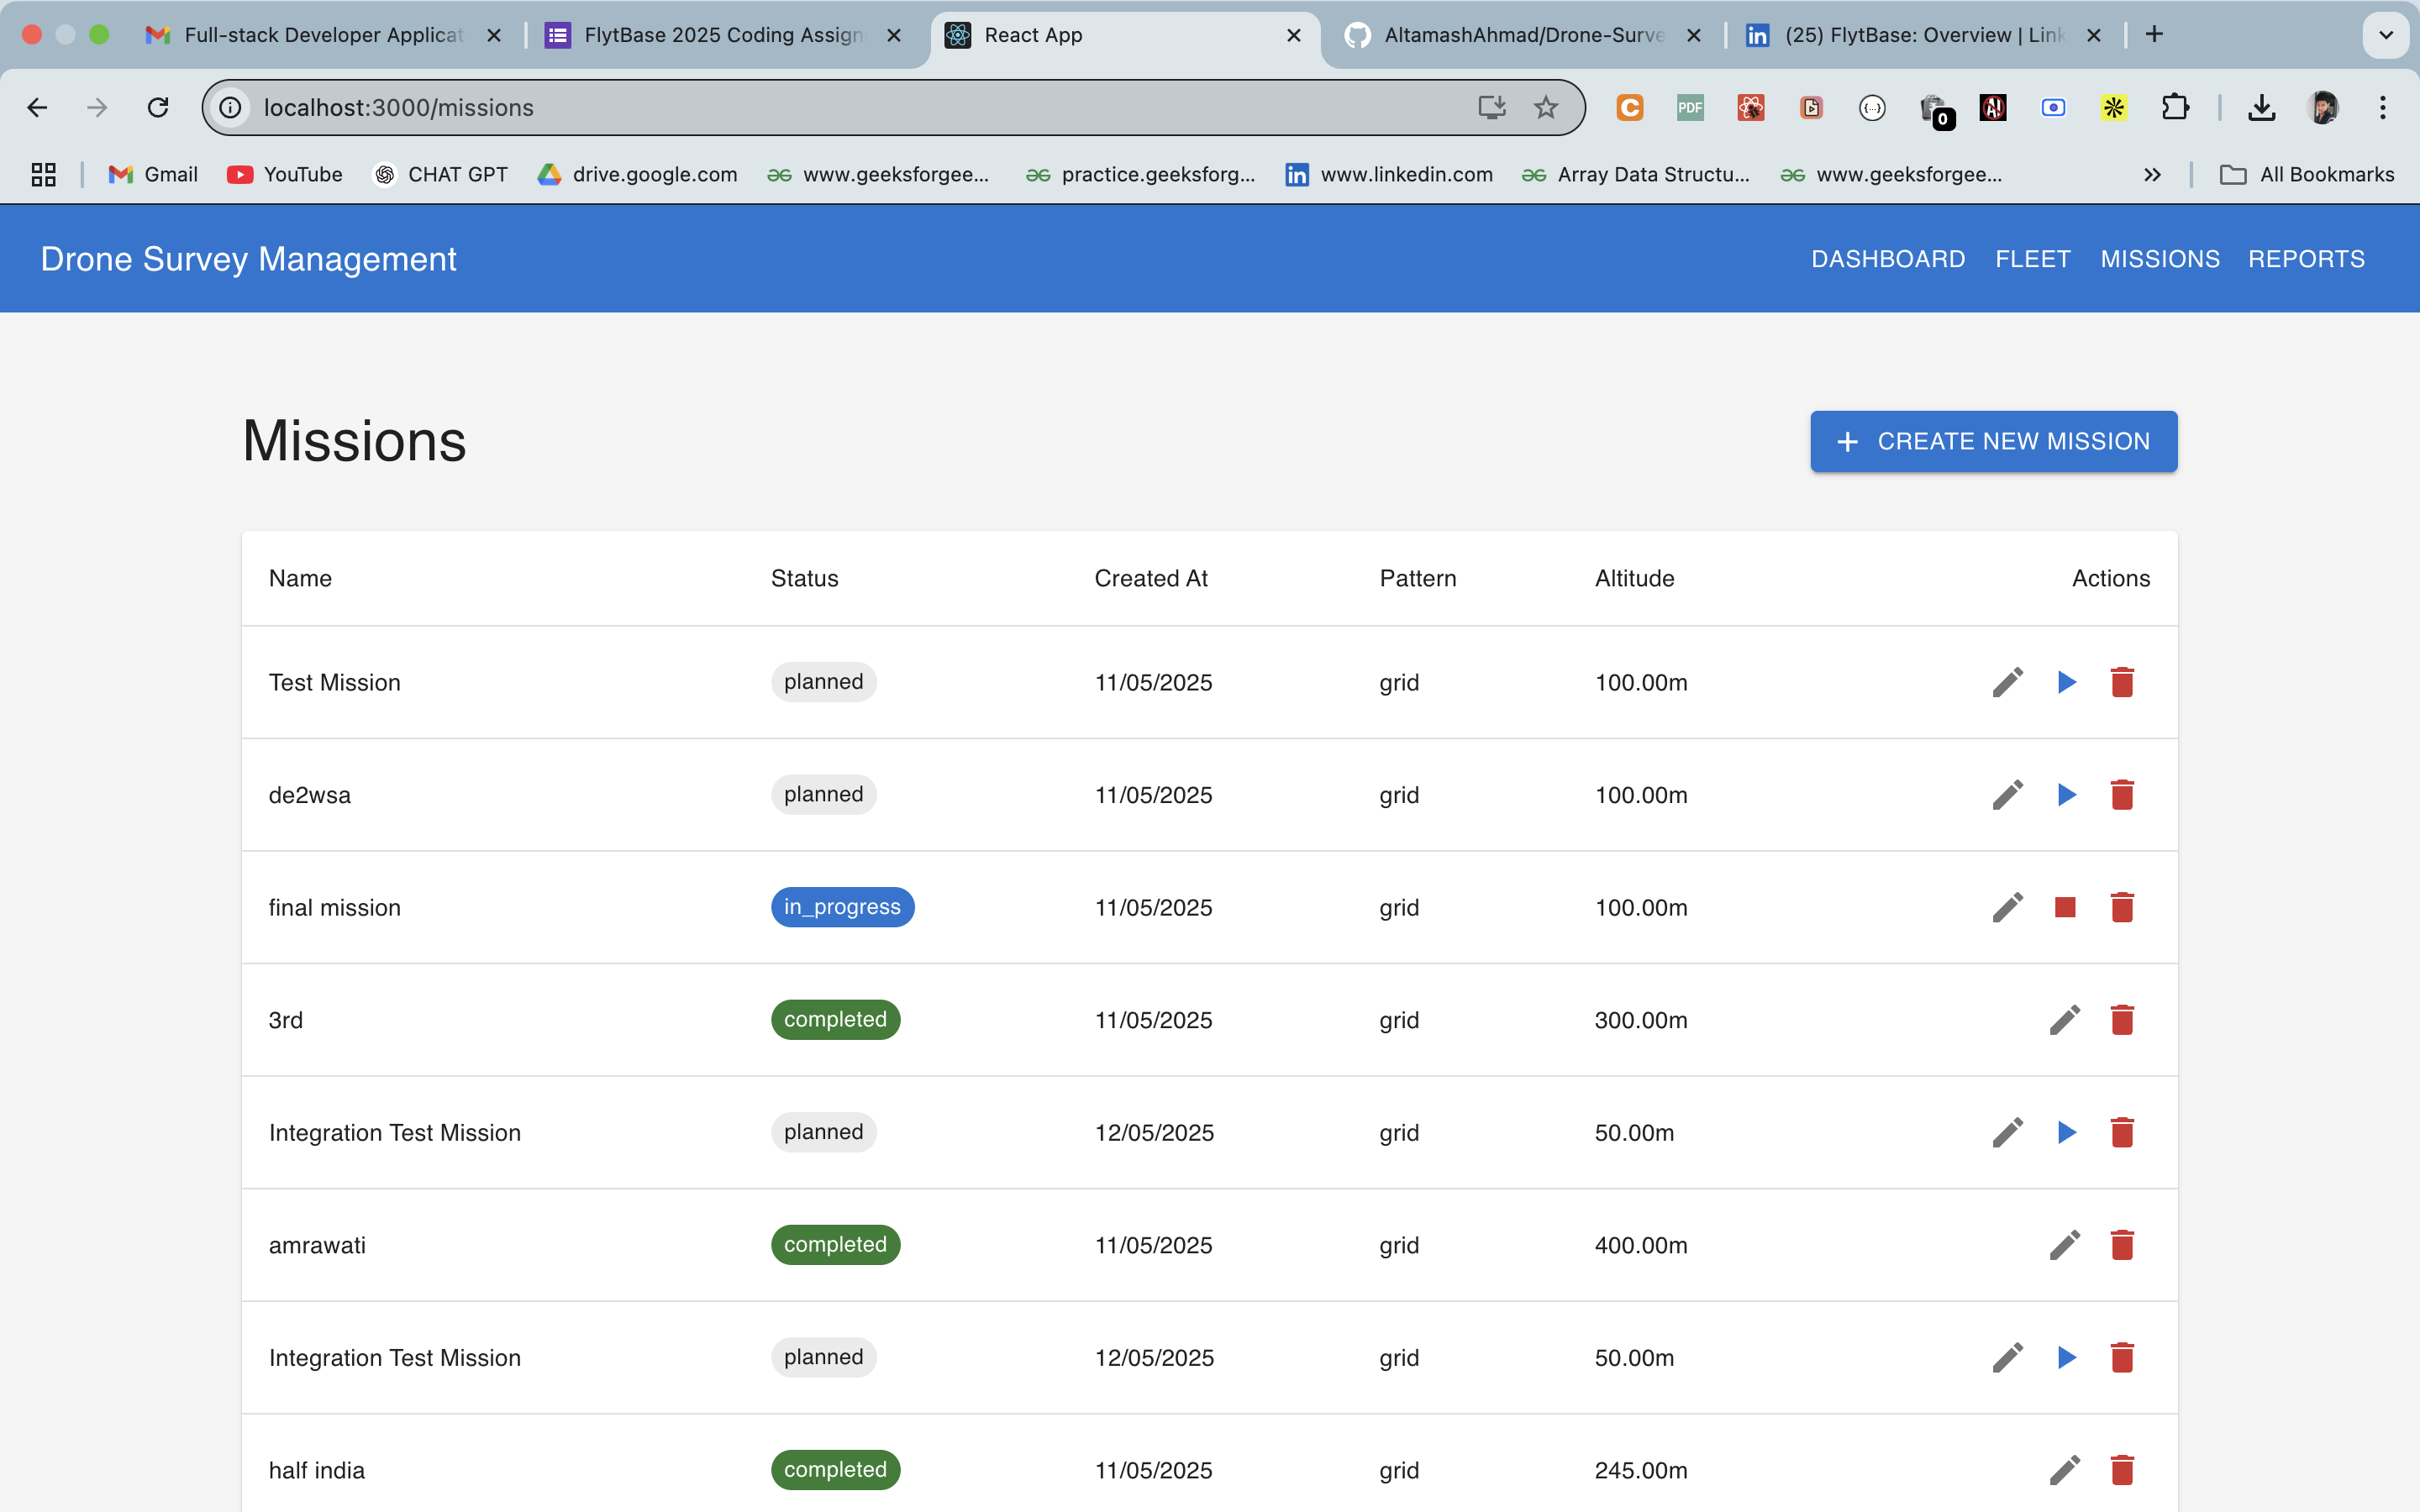 Full-stack Developer Applicat
FlytBase 2025 Coding Assign
React App
AltamashAhmad/Drone-Surve
(25) FlytBase: Overview | Link
localhost:3000/missions
PDF
0
Gmail
YouTube
CHAT GPT
drive.google.com
www.geeksforgee...
practice.geeksforg...
www.linkedin.com
Array Data Structu...
www.geeksforgee...
All Bookmarks
Drone Survey Management
DASHBOARD FLEET MISSIONS REPORTS
Missions
+ CREATE NEW MISSION
Name Status Created At Pattern Altitude Actions
Test Mission planned 11/05/2025 grid 100.00m
de2wsa planned 11/05/2025 grid 100.00m
final mission in_progress 11/05/2025 grid 100.00m
3rd completed 11/05/2025 grid 300.00m
Integration Test Mission planned 12/05/2025 grid 50.00m
amrawati completed 11/05/2025 grid 400.00m
Integration Test Mission planned 12/05/2025 grid 50.00m
half india completed 11/05/2025 grid 245.00m